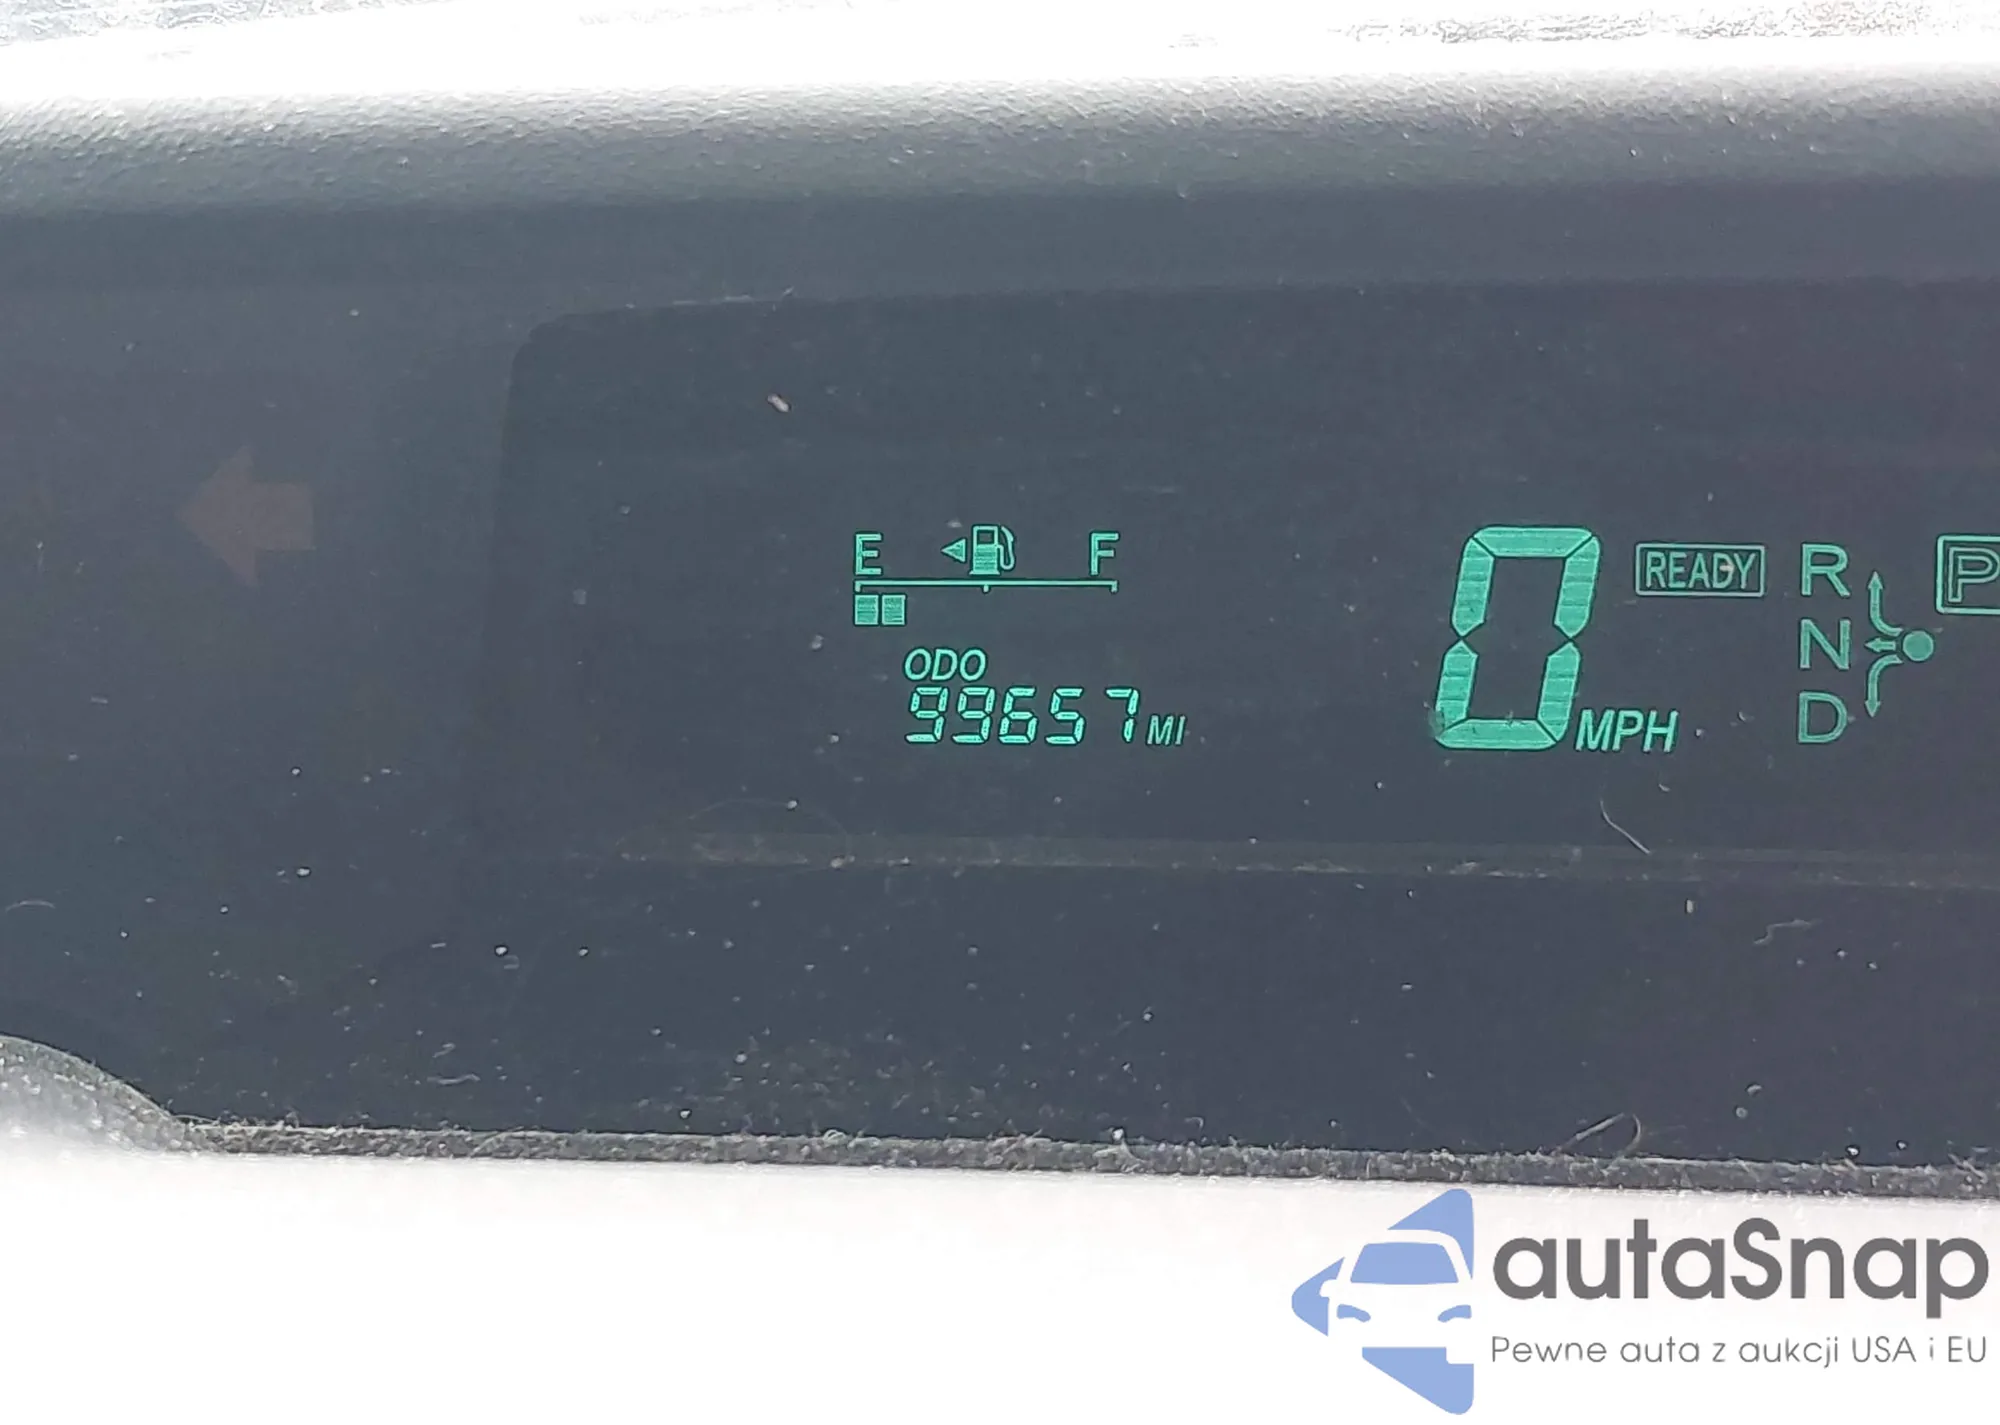 E F
ODO
99657 MI
0 MPH
READY
R
N
D
P
autaSnap
Pewne auta z aukcji USA i EU